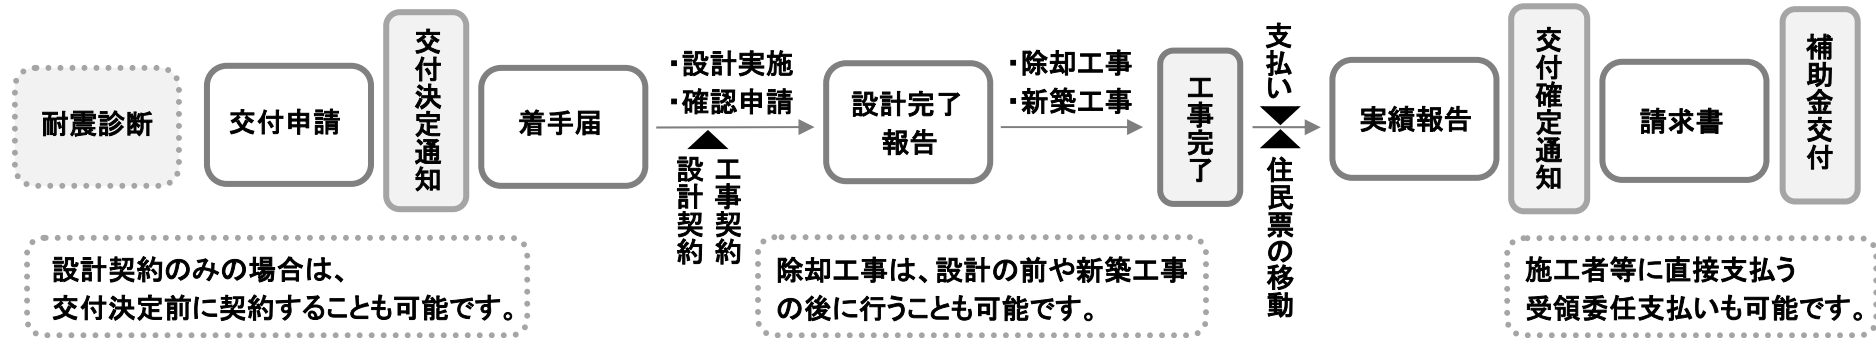 耐震診断
交付申請
交付決定通知
着手届
・設計実施
・確認申請
設計契約
工事契約
設計完了
報告
・除却工事
・新築工事
工事完了
支払い
住民票の移動
実績報告
交付確定通知
請求書
補助金交付
設計契約のみの場合は、
交付決定前に契約することも可能です。
除却工事は、設計の前や新築工事
の後に行うことも可能です。
施工者等に直接支払う
受領委任支払いも可能です。